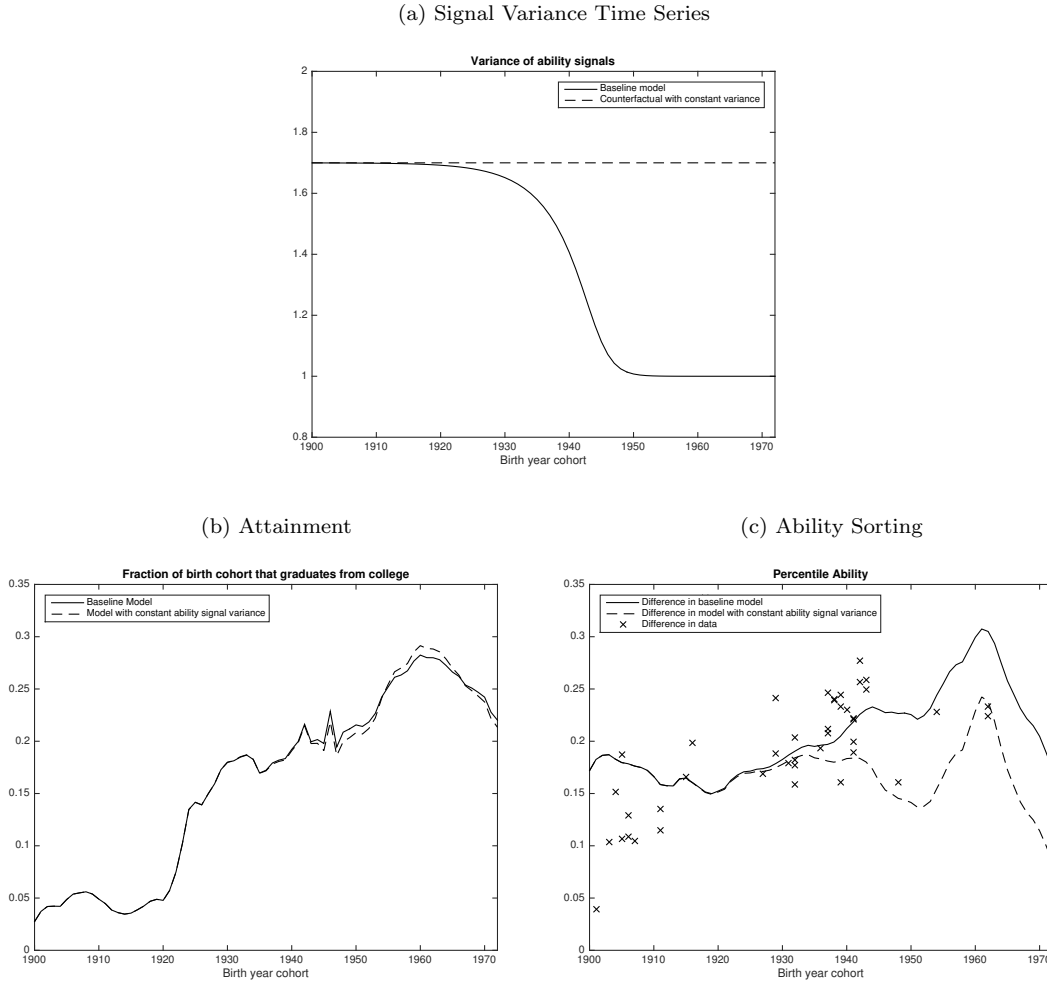 (a) Signal Variance Time Series
Variance of ability signals
Baseline model
Counterfactual with constant variance
2
1.8
1.6
1.4
1.2
1
0.8
1900 1910 1920 1930 1940 1950 1960 1970
Birth year cohort
(b) Attainment
Fraction of birth cohort that graduates from college
Baseline Model
Model with constant ability signal variance
0.35
0.3
0.25
0.2
0.15
0.1
0.05
0
1900 1910 1920 1930 1940 1950 1960 1970
Birth year cohort
(c) Ability Sorting
Percentile Ability
Difference in baseline model
Difference in model with constant ability signal variance
Difference in data
0.35
0.3
0.25
0.2
0.15
0.1
0.05
0
1900 1910 1920 1930 1940 1950 1960 1970
Birth year cohort